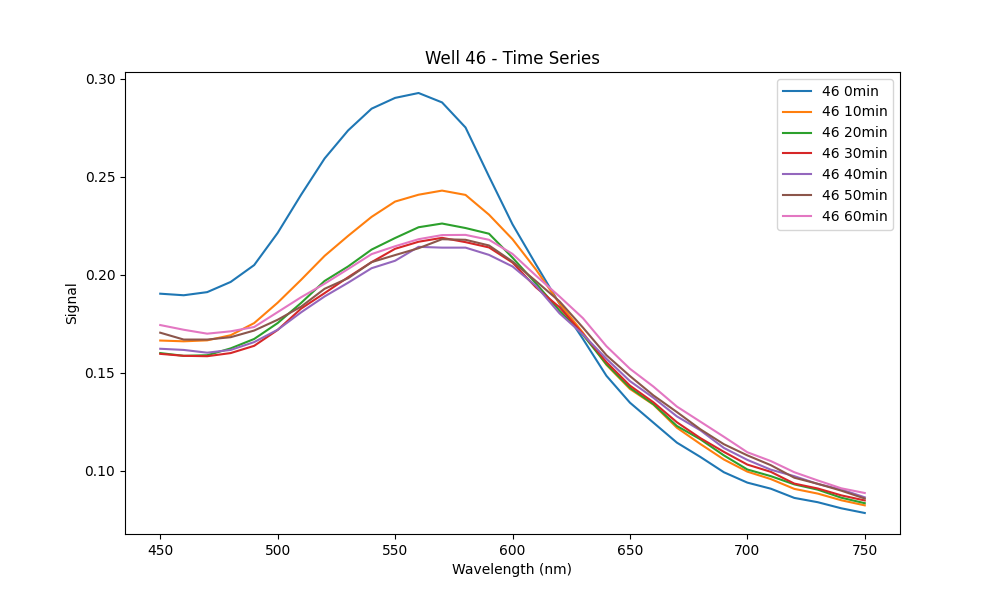 Well 46 - Time Series
46 0min
46 10min
46 20min
46 30min
46 40min
46 50min
46 60min
Signal
0.30
0.25
0.20
0.15
0.10
450 500 550 600 650 700 750
Wavelength (nm)